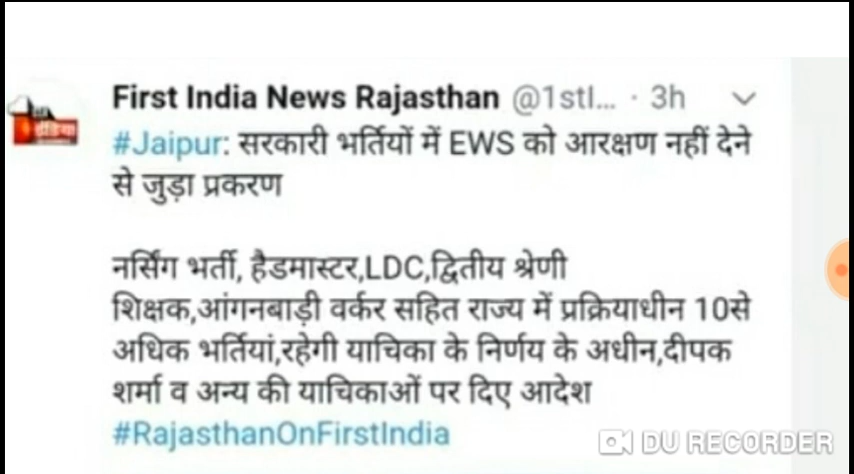 First India News Rajasthan @1stI... · 3h
#Jaipur: सरकारी भर्तियों में EWS को आरक्षण नहीं देने
से जुड़ा प्रकरण
नर्सिंग भर्ती, हैडमास्टर,LDC,द्वितीय श्रेणी
शिक्षक,आंगनबाड़ी वर्कर सहित राज्य में प्रक्रियाधीन 10से
अधिक भर्तियां,रहेगी याचिका के निर्णय के अधीन,दीपक
शर्मा व अन्य की याचिकाओं पर दिए आदेश
#RajasthanOnFirstIndia
DU RECORDER